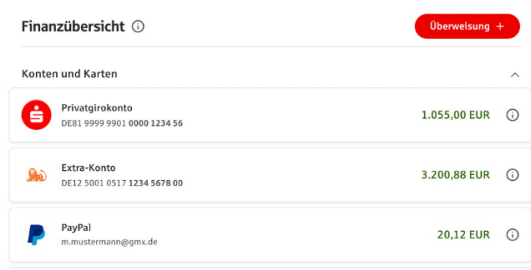 Finanzübersicht
Überweisung +
Konten und Karten
Privatgirokonto
DE81 9999 9901 0000 1234 56
1.055,00 EUR
Extra-Konto
DE12 5001 0517 1234 5678 00
3.200,88 EUR
PayPal
m.mustermann@gmx.de
20,12 EUR